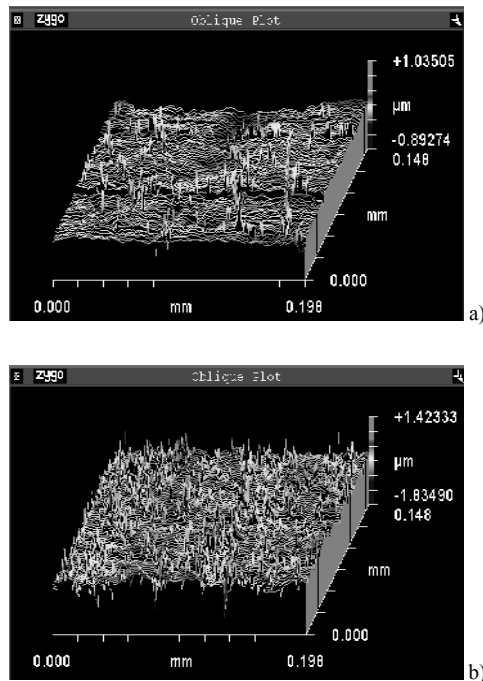 zygo Oblique Plot
+1.03505
µm
-0.89274
0.148
mm
0.000
0.000 mm 0.198
a)
zygo Oblique Plot
+1.42333
µm
-1.83490
0.148
mm
0.000
0.000 mm 0.198
b)